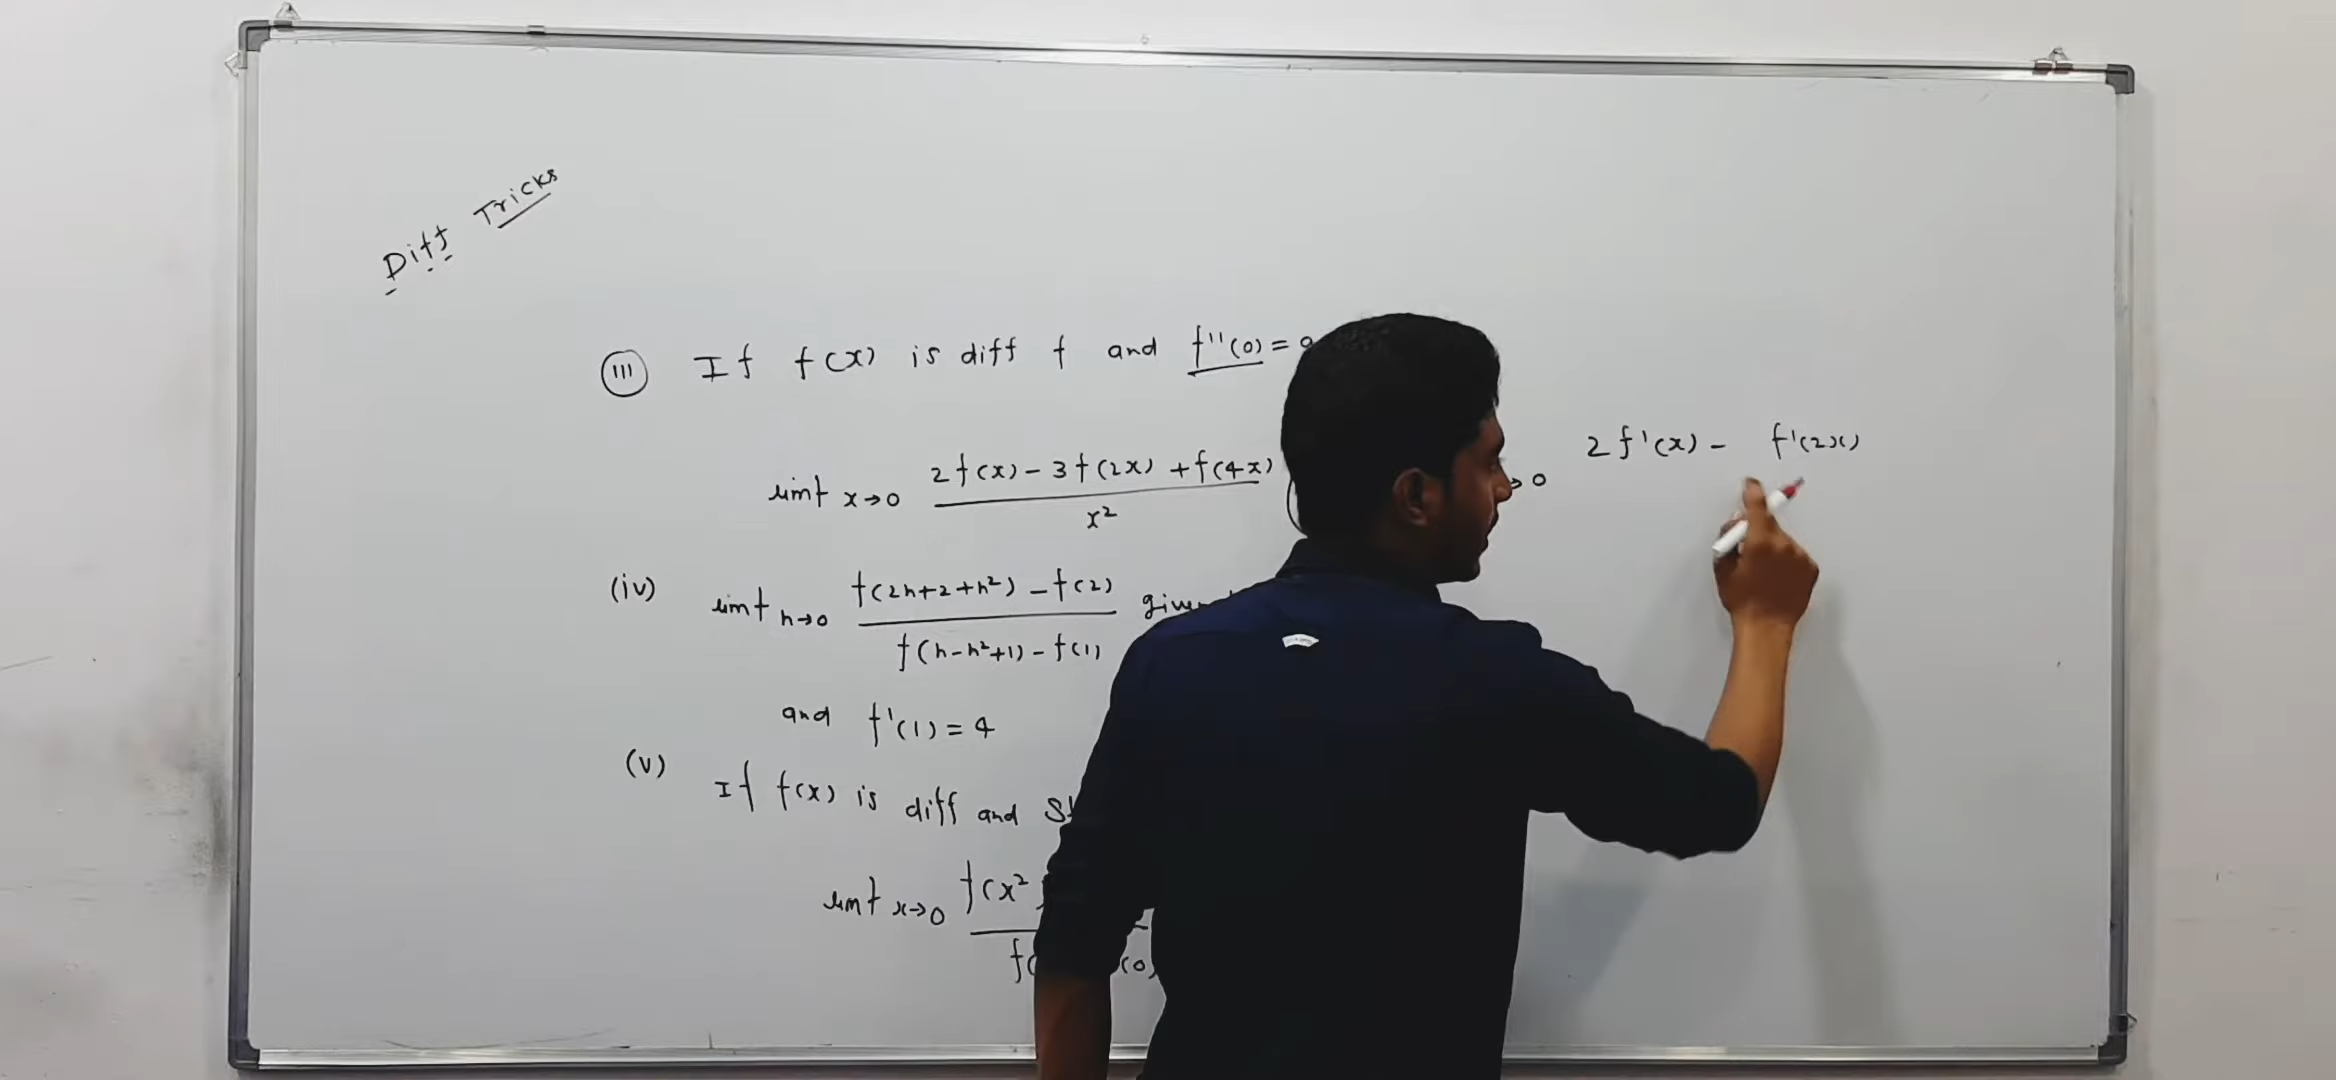 Diff Tricks
(iii) If f(x) is diff f and f''(0) =
limt x→0 2f(x) - 3f(2x) + f(4x) / x²
→0 2f'(x) - f'(2x)
(iv) limt h→0 f(2h+2+h²) - f(2) / f(h-h²+1) - f(1)
and f'(1) = 4
(v) If f(x) is diff and
limt x→0 f(x²
(0)